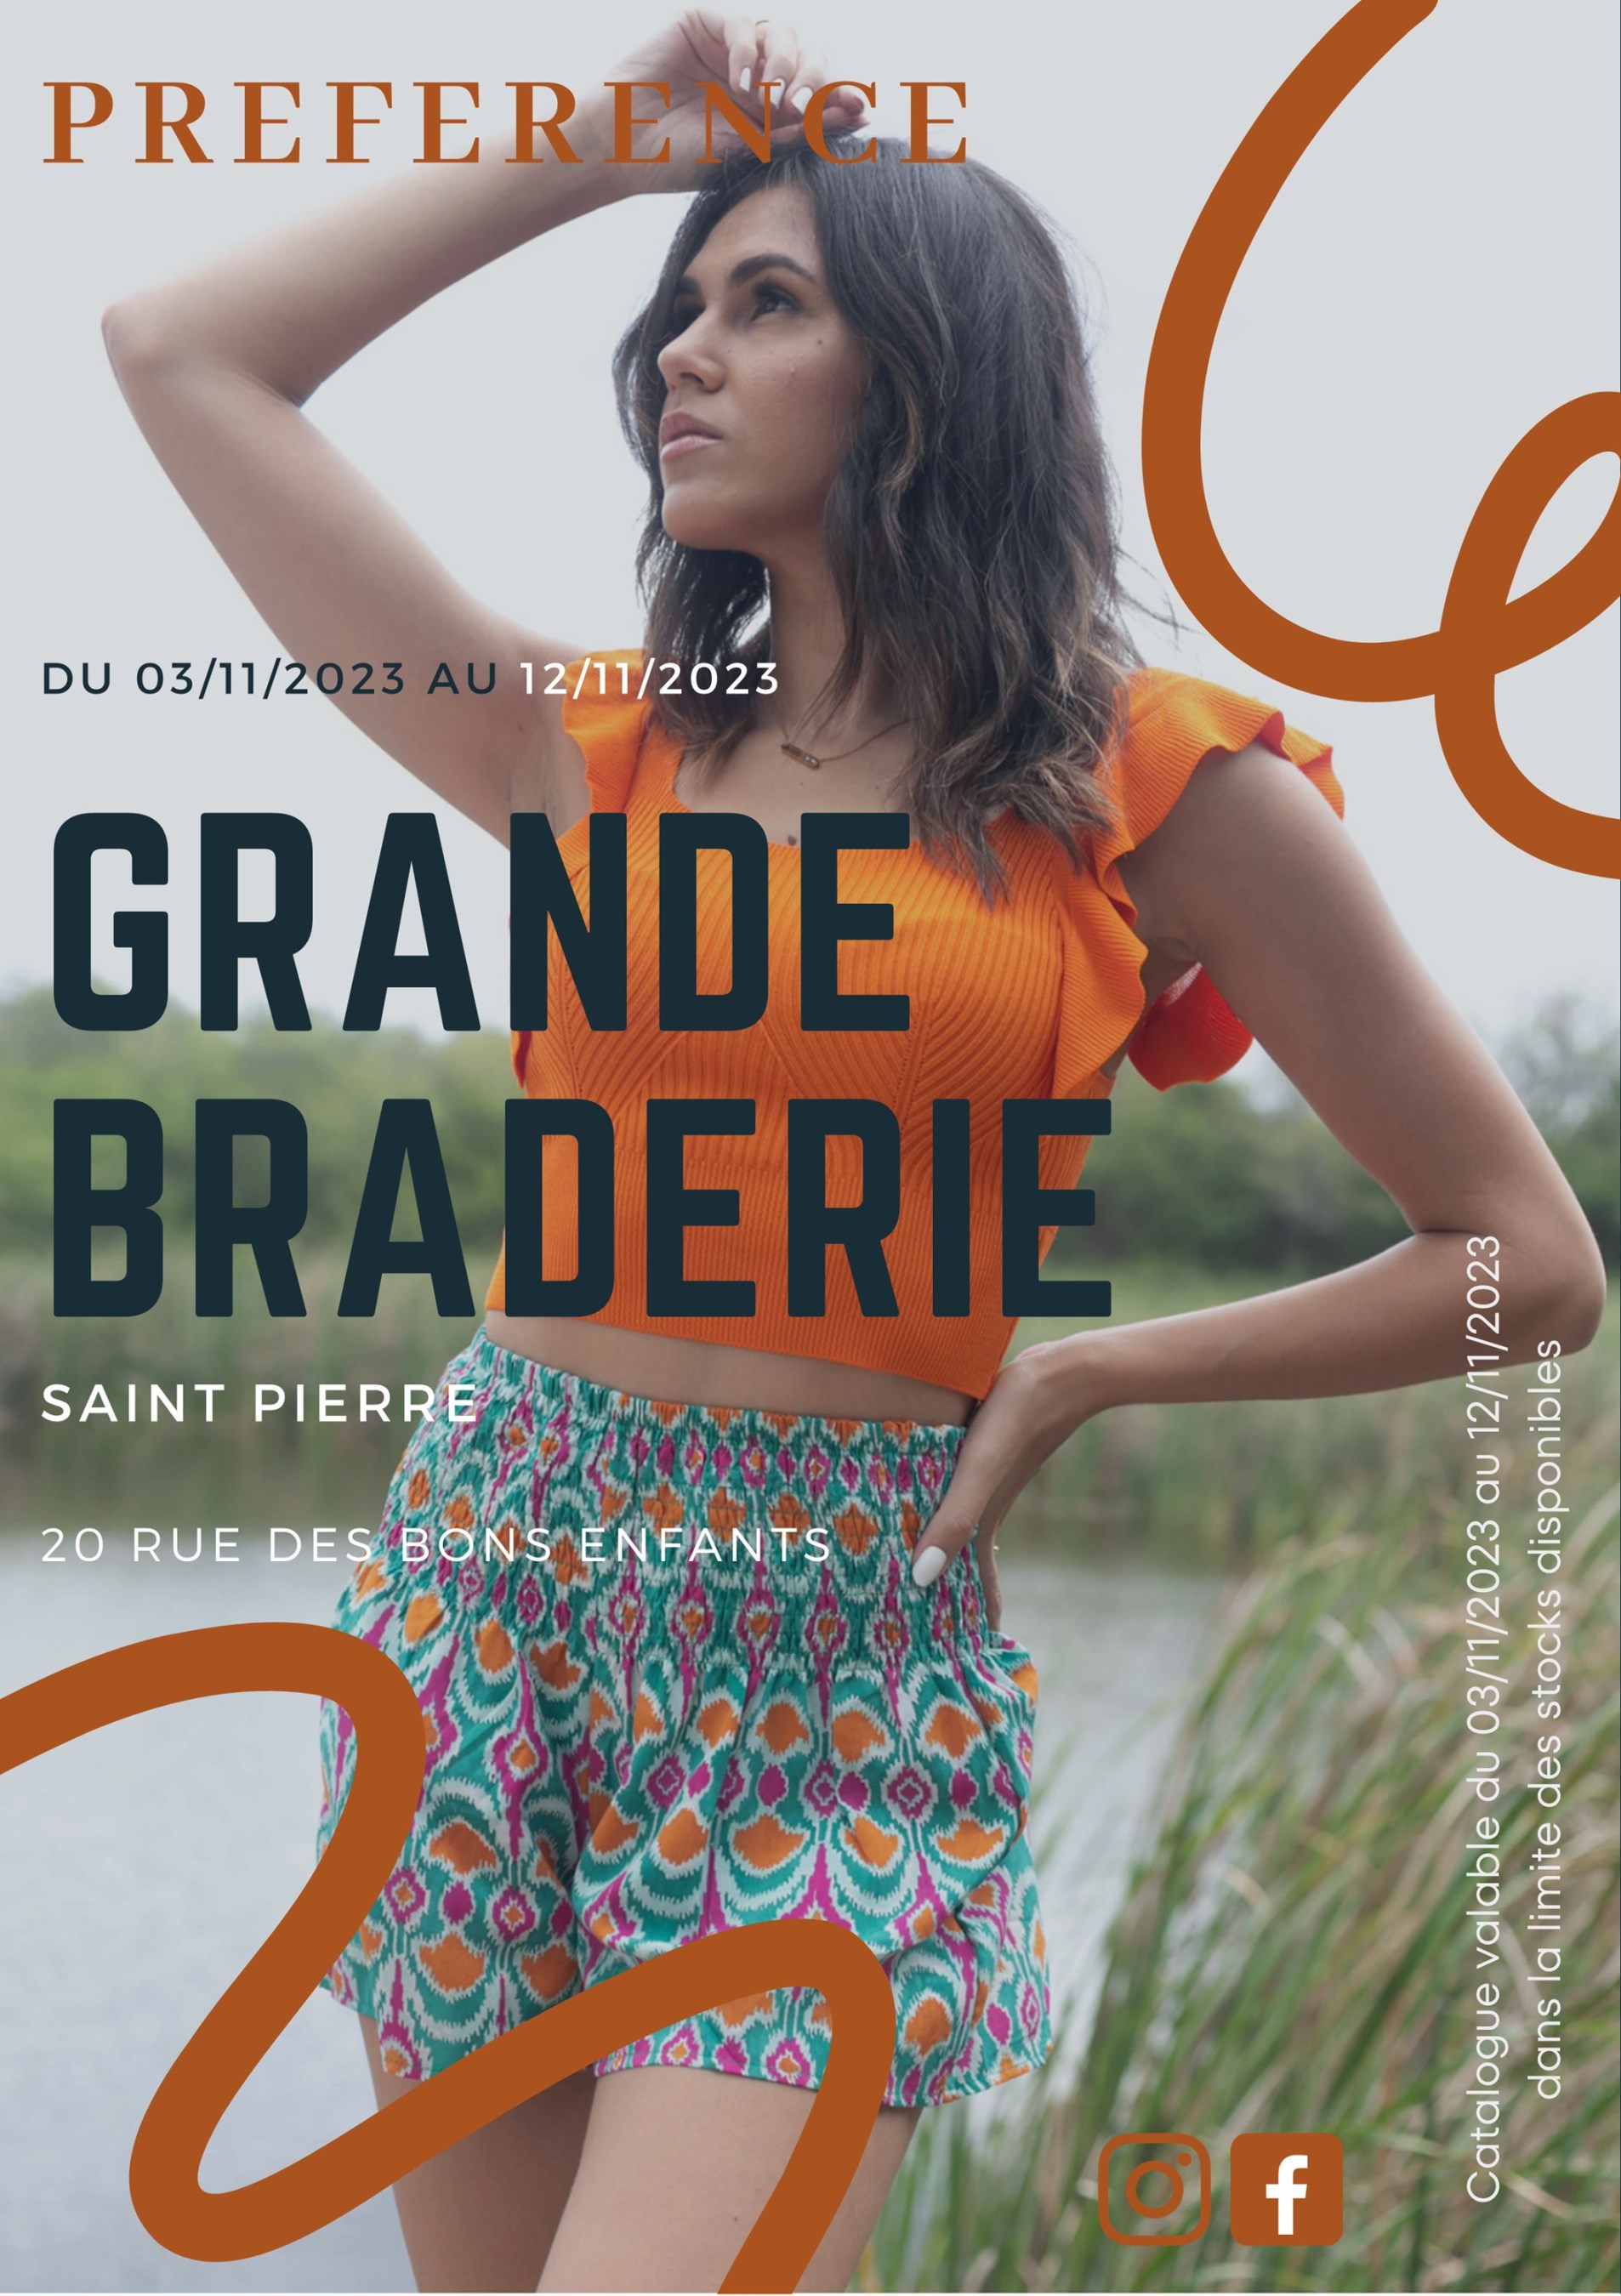 PREFERENCE
DU 03/11/2023 AU 12/11/2023
GRANDE
BRADERIE
SAINT PIERRE
20 RUE DES BONS ENFANTS
Catalogue valable du 03/11/2023 au 12/11/2023
dans la limite des stocks disponibles